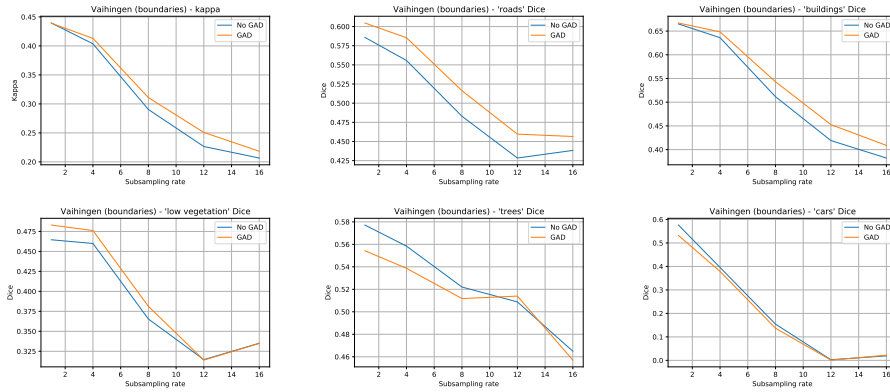 Vaihingen (boundaries) - kappa
No GAD
GAD
0.45
0.40
0.35
0.30
0.25
0.20
Kappa
2 4 6 8 10 12 14 16
Subsampling rate
Vaihingen (boundaries) - 'roads' Dice
No GAD
GAD
0.600
0.575
0.550
0.525
0.500
0.475
0.450
0.425
Dice
2 4 6 8 10 12 14 16
Subsampling rate
Vaihingen (boundaries) - 'buildings' Dice
No GAD
GAD
0.65
0.60
0.55
0.50
0.45
0.40
Dice
2 4 6 8 10 12 14 16
Subsampling rate
Vaihingen (boundaries) - 'low vegetation' Dice
No GAD
GAD
0.475
0.450
0.425
0.400
0.375
0.350
0.325
Dice
2 4 6 8 10 12 14 16
Subsampling rate
Vaihingen (boundaries) - 'trees' Dice
No GAD
GAD
0.58
0.56
0.54
0.52
0.50
0.48
0.46
Dice
2 4 6 8 10 12 14 16
Subsampling rate
Vaihingen (boundaries) - 'cars' Dice
No GAD
GAD
0.6
0.5
0.4
0.3
0.2
0.1
0.0
Dice
2 4 6 8 10 12 14 16
Subsampling rate